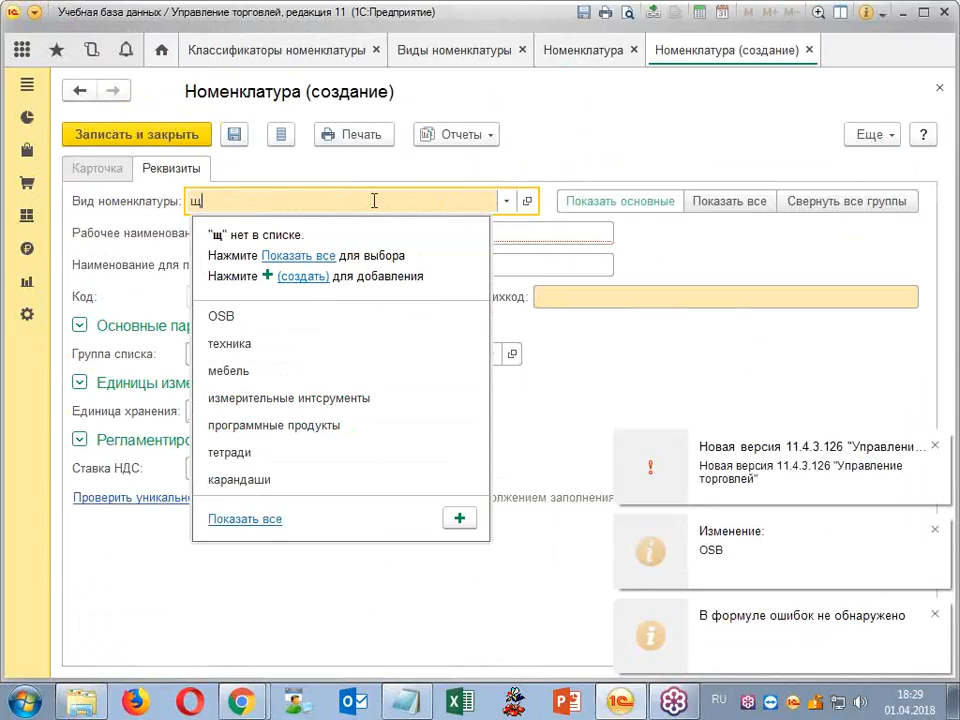 Учебная база данных / Управление торговлей, редакция 11 (1С:Предприятие)
M M+ M-
Классификаторы номенклатуры
Виды номенклатуры
Номенклатура
Номенклатура (создание)
Номенклатура (создание)
Записать и закрыть
Печать
Отчеты
Еще
?
Карточка
Реквизиты
Вид номенклатуры:
щ
Показать основные
Показать все
Свернуть все группы
Рабочее наименован
"щ" нет в списке.
Нажмите Показать все для выбора
Наименование для п
Нажмите + (создать) для добавления
Код:
ихкод:
Основные пар
OSB
Группа списка:
техника
мебель
Единицы изме
измерительные интсрументы
Единица хранения:
программные продукты
Регламентиро
тетради
Ставка НДС:
карандаши
Проверить уникальн
олжением заполнения
Показать все
Новая версия 11.4.3.126 "Управлени...
Новая версия 11.4.3.126 "Управление
торговлей"
Изменение:
OSB
В формуле ошибок не обнаружено
RU
18:29
01.04.2018